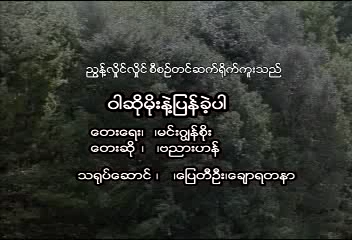 ညွန့်လှိုင်လှိုင် စီစဉ်တင်ဆက်ရိုက်ကူးသည်
ဝါဆိုမိုးနဲ့ပြန်ခဲ့ပါ
တေးရေး၊ ၊မင်းဂျွန်စိုး
တေးဆို ၊ ၊ဗညားဟန်
သရုပ်ဆောင် ၊ ၊ပြေတီဦး၊ချောရတနာ